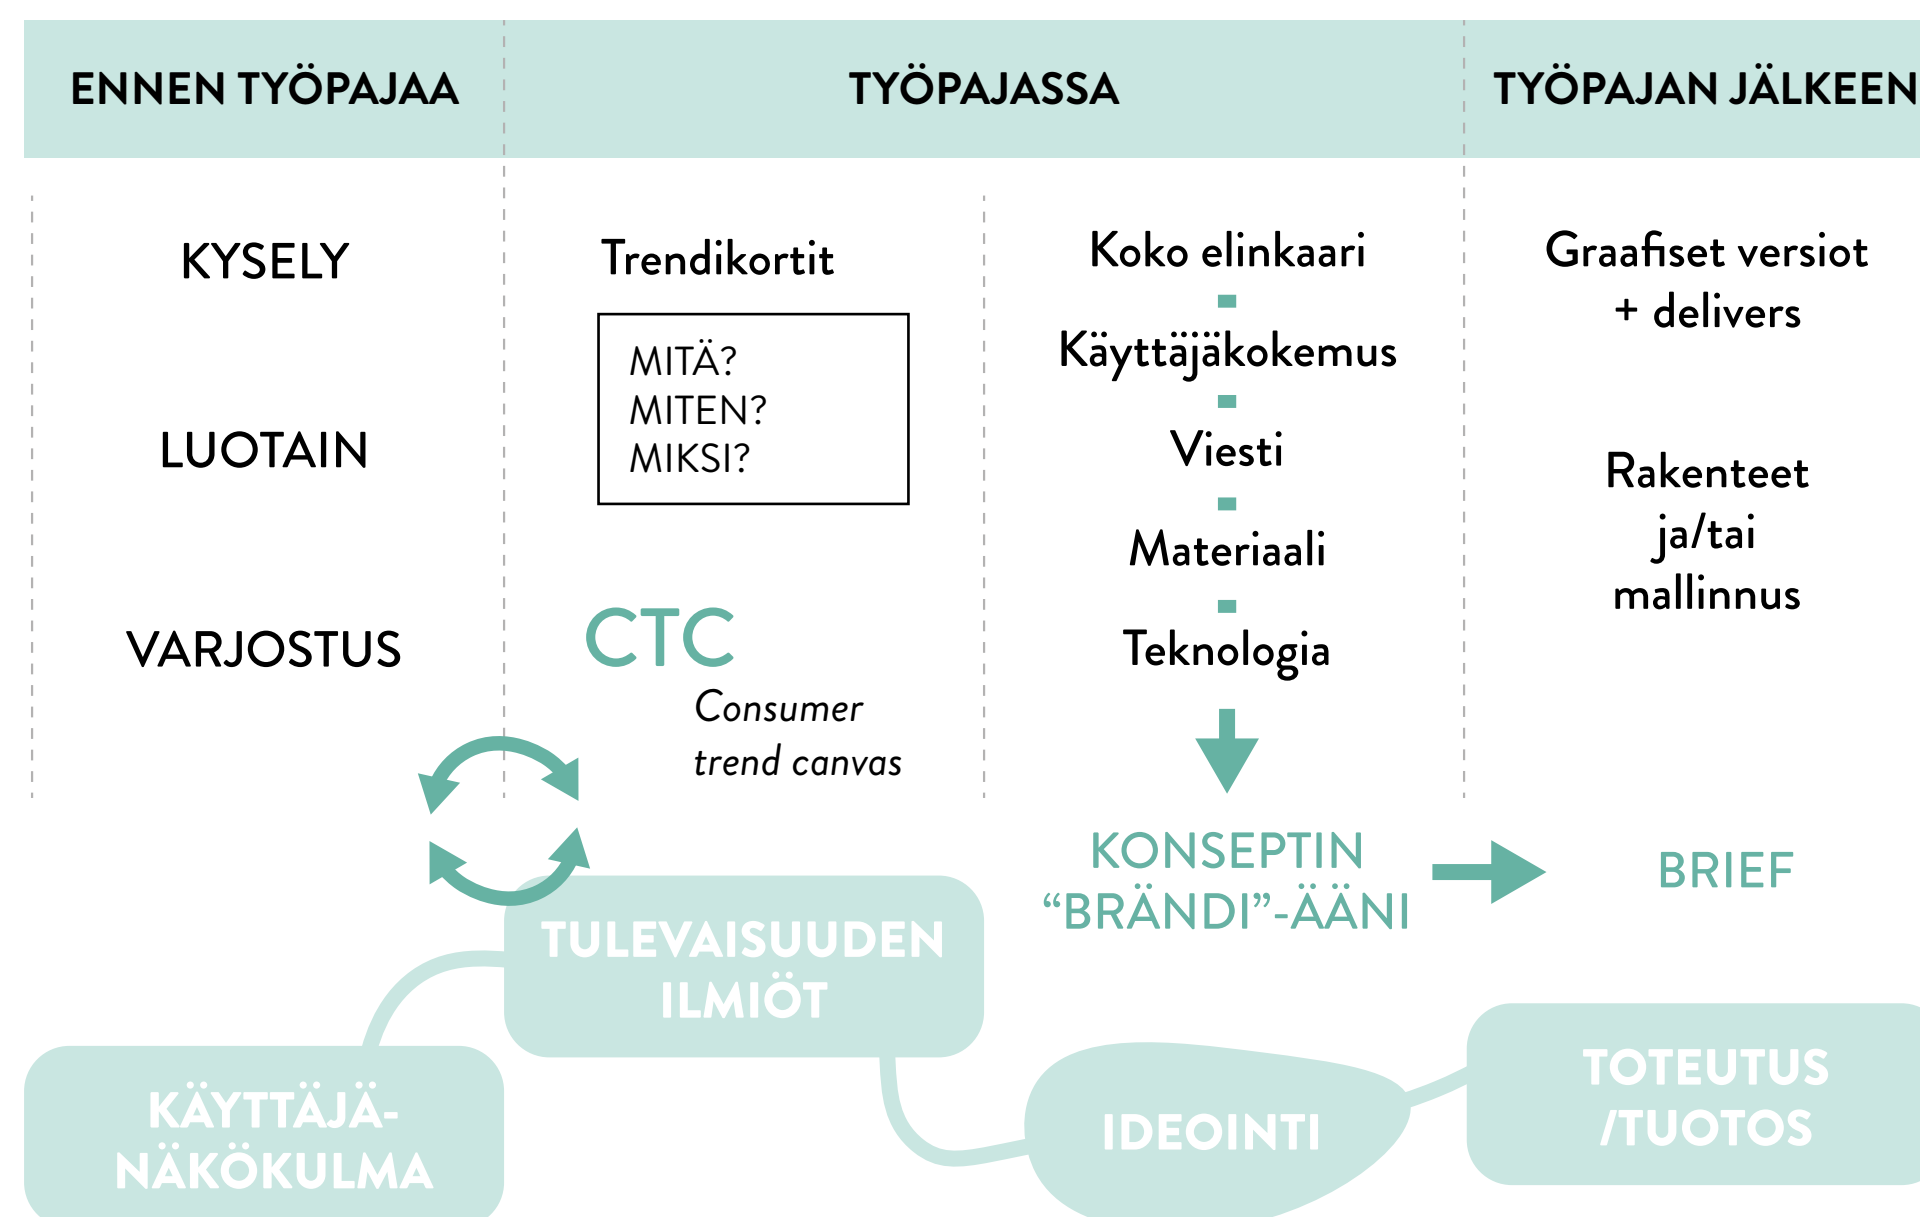 ENNEN TYÖPAJAA
TYÖPAJASSA
TYÖPAJAN JÄLKEEN
KYSELY
LUOTAIN
VARJOSTUS
Trendikortit
MITÄ?
MITEN?
MIKSI?
CTC
Consumer
trend canvas
Koko elinkaari
Käyttäjäkokemus
Viesti
Materiaali
Teknologia
KONSEPTIN
“BRÄNDI”-ÄÄNI
Graafiset versiot
+ delivers
Rakenteet
ja/tai
mallinnus
BRIEF
KÄYTTÄJÄ-
NÄKÖKULMA
TULEVAISUUDEN
ILMIÖT
IDEOINTI
TOTEUTUS
/TUOTOS